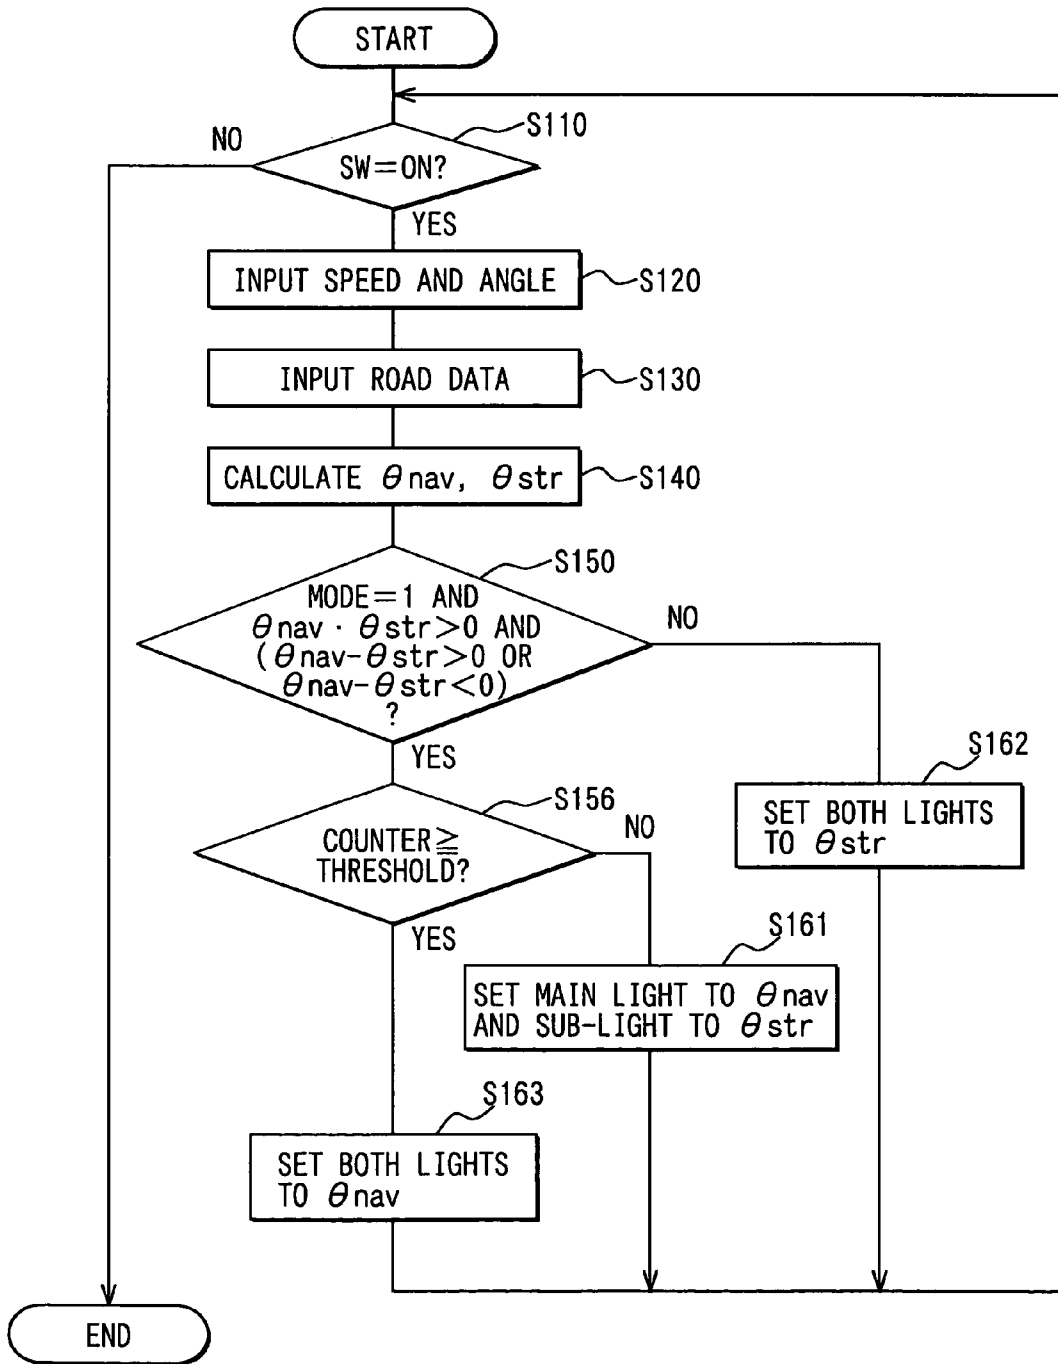 START
NO
S110
SW=ON?
YES
INPUT SPEED AND ANGLE
S120
INPUT ROAD DATA
S130
CALCULATE θnav, θstr
S140
S150
MODE=1 AND
θnav · θstr>0 AND
(θnav-θstr>0 OR
θnav-θstr<0)
?
NO
YES
S162
SET BOTH LIGHTS
TO θstr
S156
COUNTER≧
THRESHOLD?
NO
YES
S161
SET MAIN LIGHT TO θnav
AND SUB-LIGHT TO θstr
S163
SET BOTH LIGHTS
TO θnav
END